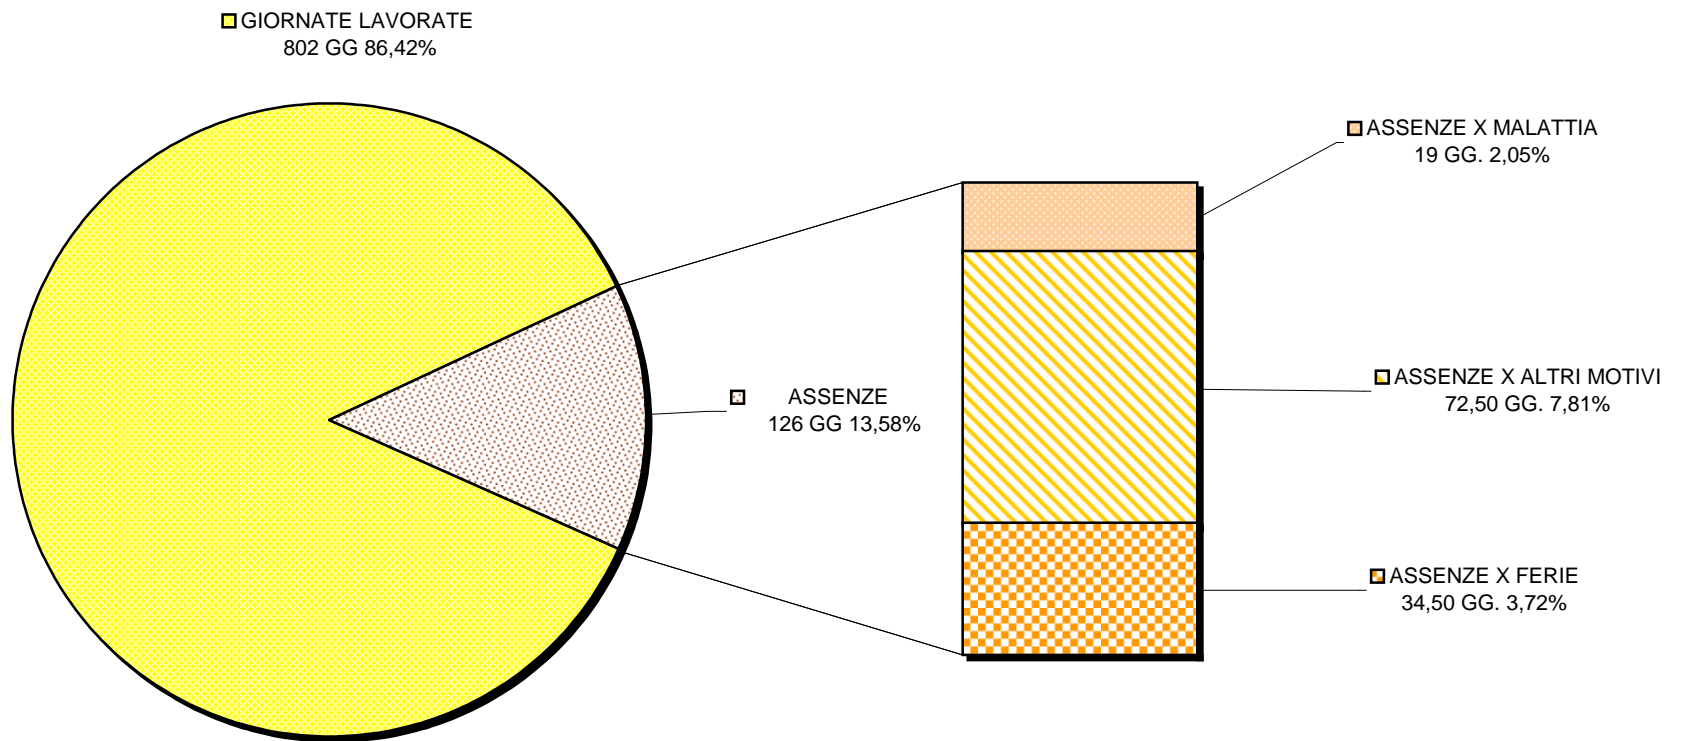 GIORNATE LAVORATE
802 GG 86,42%
ASSENZE X MALATTIA
19 GG. 2,05%
ASSENZE
126 GG 13,58%
ASSENZE X ALTRI MOTIVI
72,50 GG. 7,81%
ASSENZE X FERIE
34,50 GG. 3,72%